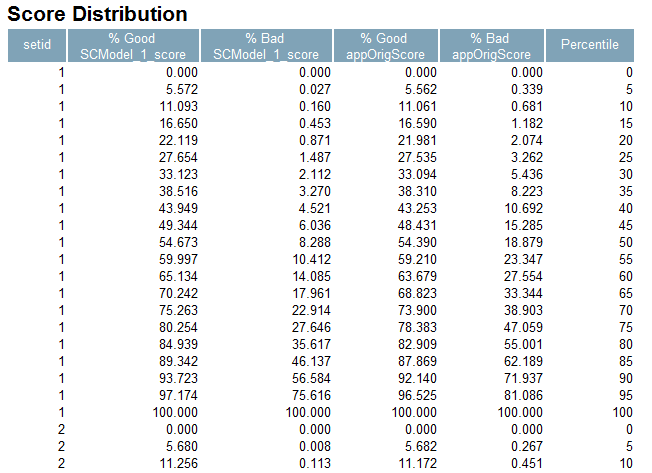 Score Distribution
setid % Good SCModel_1_score % Bad SCModel_1_score % Good appOrigScore % Bad appOrigScore Percentile
1 0.000 0.000 0.000 0.000 0
1 5.572 0.027 5.562 0.339 5
1 11.093 0.160 11.061 0.681 10
1 16.650 0.453 16.590 1.182 15
1 22.119 0.871 21.981 2.074 20
1 27.654 1.487 27.535 3.262 25
1 33.123 2.112 33.094 5.436 30
1 38.516 3.270 38.310 8.223 35
1 43.949 4.521 43.253 10.692 40
1 49.344 6.036 48.431 15.285 45
1 54.673 8.288 54.390 18.879 50
1 59.997 10.412 59.210 23.347 55
1 65.134 14.085 63.679 27.554 60
1 70.242 17.961 68.823 33.344 65
1 75.263 22.914 73.900 38.903 70
1 80.254 27.646 78.383 47.059 75
1 84.939 35.617 82.909 55.001 80
1 89.342 46.137 87.869 62.189 85
1 93.723 56.584 92.140 71.937 90
1 97.174 75.616 96.525 81.086 95
1 100.000 100.000 100.000 100.000 100
2 0.000 0.000 0.000 0.000 0
2 5.680 0.008 5.682 0.267 5
2 11.256 0.113 11.172 0.451 10